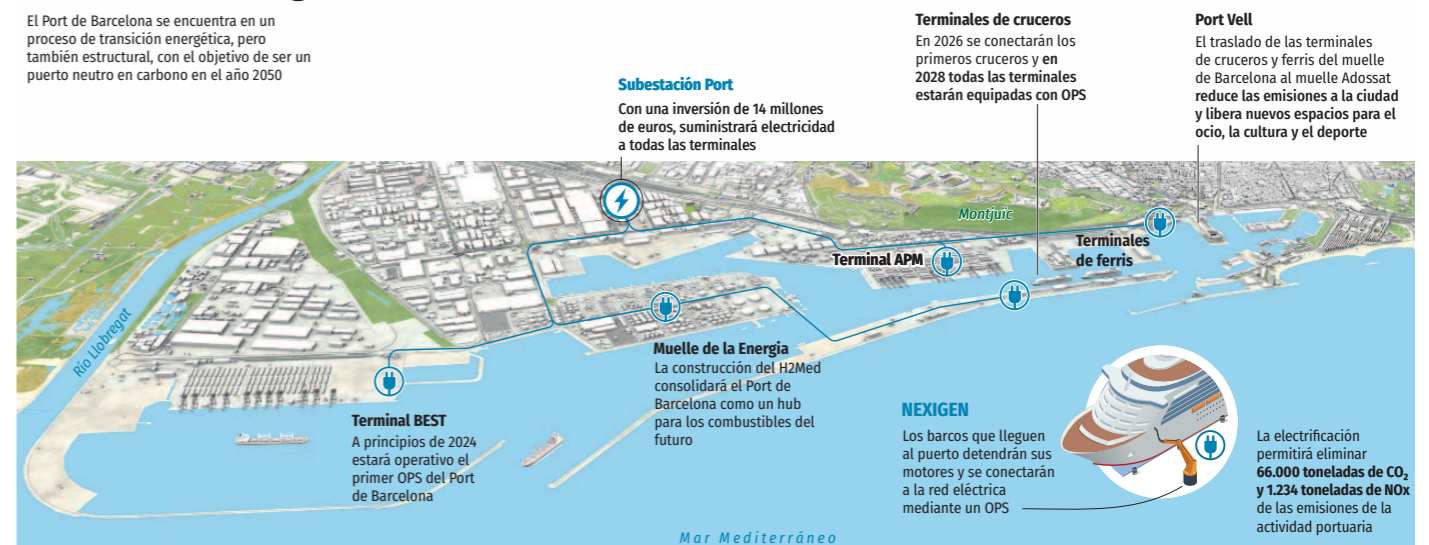 El Port de Barcelona se encuentra en un
proceso de transición energética, pero
también estructural, con el objetivo de ser un
puerto neutro en carbono en el año 2050
Subestación Port
Con una inversión de 14 millones
de euros, suministrará electricidad
a todas las terminales
Terminales de cruceros
En 2026 se conectarán los
primeros cruceros y en
2028 todas las terminales
estarán equipadas con OPS
Port Vell
El traslado de las terminales
de cruceros y ferris del muelle
de Barcelona al muelle Adossat
reduce las emisiones a la ciudad
y libera nuevos espacios para el
ocio, la cultura y el deporte
Montjuïc
Terminales
de ferris
Terminal APM
Río Llobregat
Muelle de la Energia
La construcción del H2Med
consolidará el Port de
Barcelona como un hub
para los combustibles del
futuro
Terminal BEST
A principios de 2024
estará operativo el
primer OPS del Port
de Barcelona
NEXIGEN
Los barcos que lleguen
al puerto detendrán sus
motores y se conectarán
a la red eléctrica
mediante un OPS
La electrificación
permitirá eliminar
66.000 toneladas de CO₂
y 1.234 toneladas de NOx
de las emisiones de la
actividad portuaria
Mar Mediterráneo